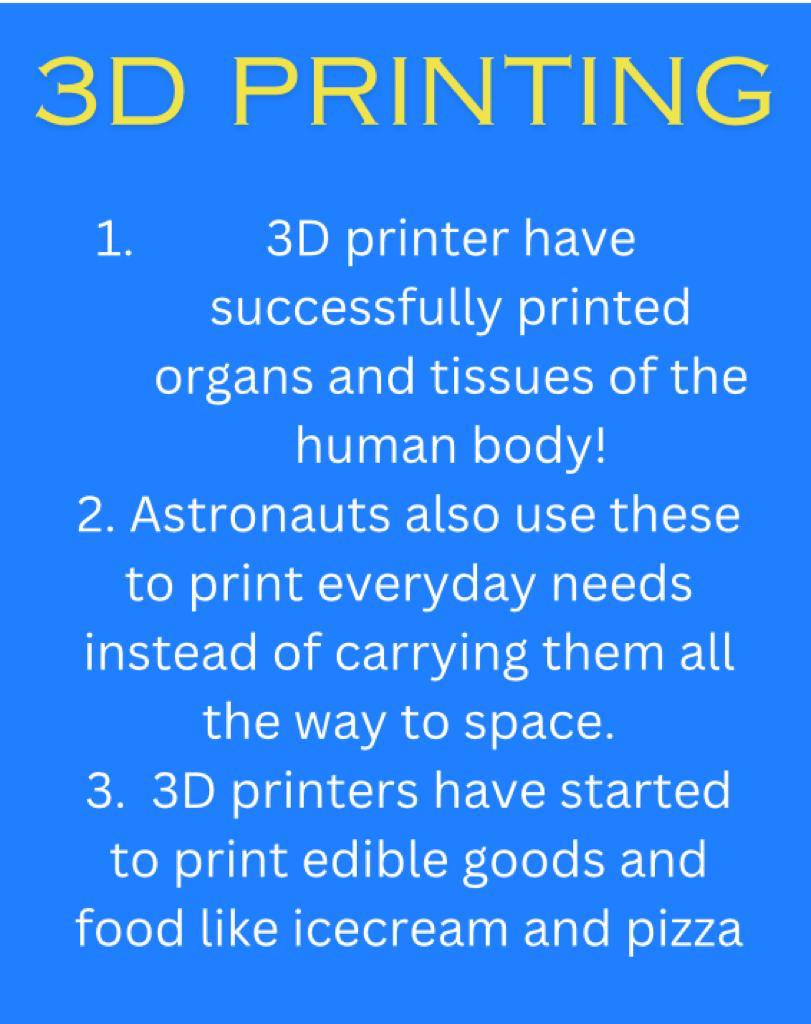 3D PRINTING
1. 3D printer have
successfully printed
organs and tissues of the
human body!
2. Astronauts also use these
to print everyday needs
instead of carrying them all
the way to space.
3. 3D printers have started
to print edible goods and
food like icecream and pizza